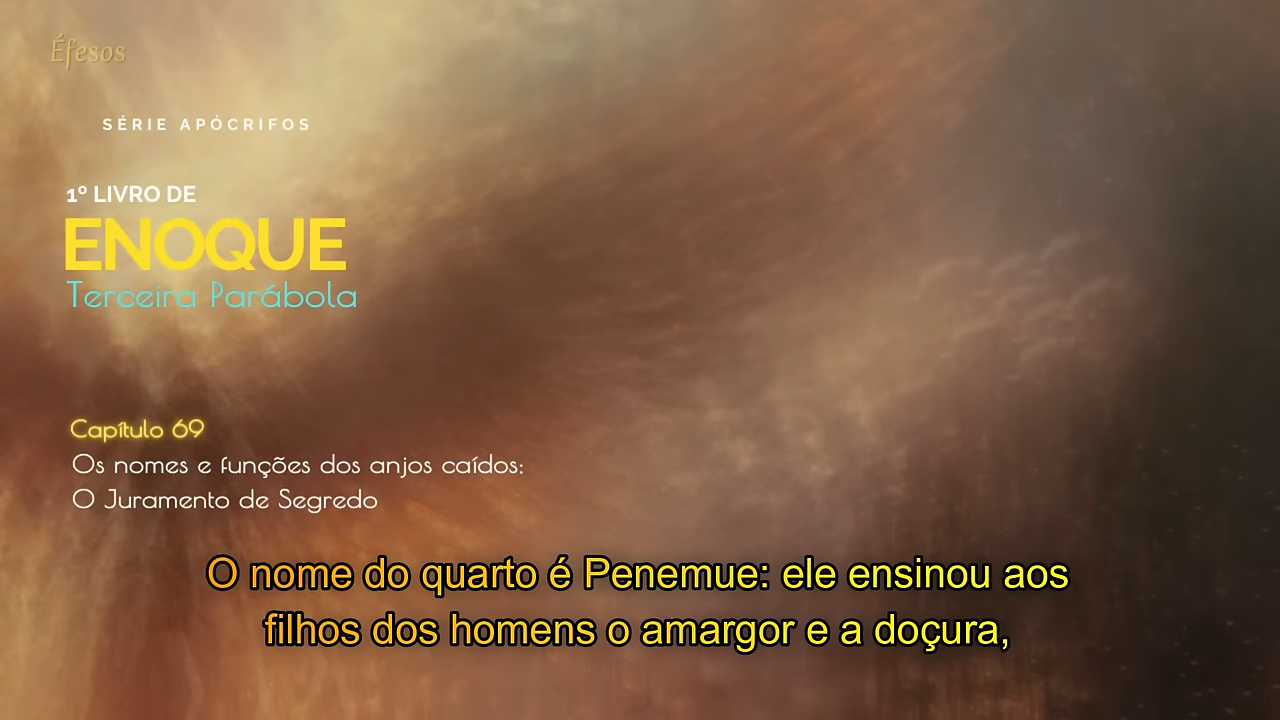 Éfesos
SÉRIE APÓCRIFOS
1º LIVRO DE
ENOQUE
Terceira Parábola
Capítulo 69
Os nomes e funções dos anjos caídos:
O Juramento de Segredo
O nome do quarto é Penemue: ele ensinou aos
filhos dos homens o amargor e a doçura,